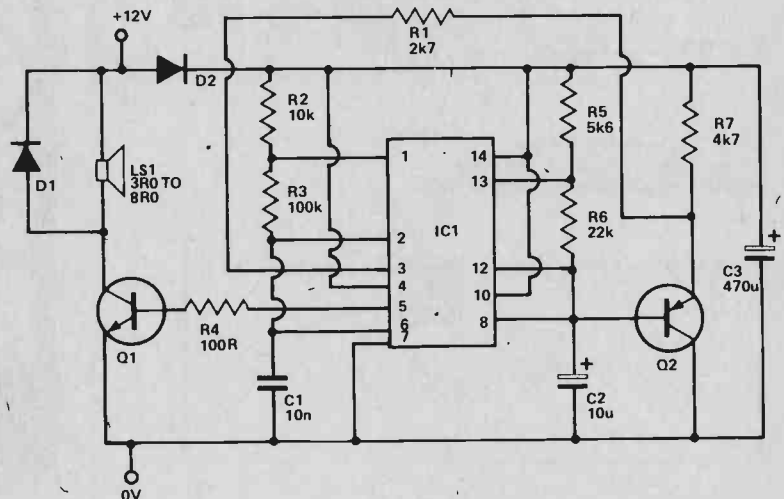 +12V
R1
2k7
D2
R2
10k
R5
5k6
R7
4k7
LS1
3R0 TO
8R0
D1
R3
100k
1
14
13
IC1
R6
22k
2
3
4
12
10
5
8
6
7
C3
470u
+
R4
100R
Q1
Q2
C1
10n
+
C2
10u
0V